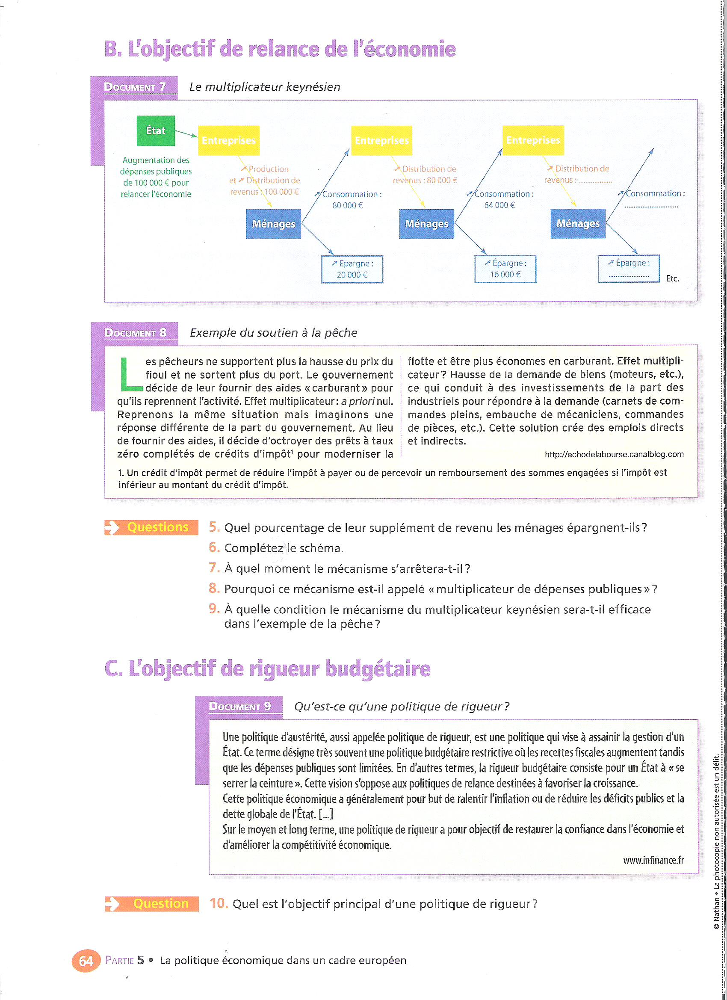 B. L'objectif de relance de l'économie
DOCUMENT 7
Le multiplicateur keynésien
État
Entreprises
Entreprises
Entreprises
Augmentation des
dépenses publiques
de 100 000 € pour
relancer l'économie
↗ Production
et ↗ Distribution de
revenus : 100 000 €
↗ Consommation :
80 000 €
↗ Distribution de
revenus : 80 000 €
↗ Consommation :
64 000 €
↗ Distribution de
revenus : ...................
↗ Consommation :
..............................
Ménages
Ménages
Ménages
↗ Épargne :
20 000 €
↗ Épargne :
16 000 €
↗ Épargne :
.......................
Etc.
DOCUMENT 8
Exemple du soutien à la pêche
Les pêcheurs ne supportent plus la hausse du prix du
fioul et ne sortent plus du port. Le gouvernement
décide de leur fournir des aides « carburant » pour
qu'ils reprennent l'activité. Effet multiplicateur : a priori nul.
Reprenons la même situation mais imaginons une
réponse différente de la part du gouvernement. Au lieu
de fournir des aides, il décide d'octroyer des prêts à taux
zéro complétés de crédits d'impôt¹ pour moderniser la
flotte et être plus économes en carburant. Effet multipli-
cateur ? Hausse de la demande de biens (moteurs, etc.),
ce qui conduit à des investissements de la part des
industriels pour répondre à la demande (carnets de com-
mandes pleins, embauche de mécaniciens, commandes
de pièces, etc.). Cette solution crée des emplois directs
et indirects.
http://echodelabourse.canalblog.com
1. Un crédit d'impôt permet de réduire l'impôt à payer ou de percevoir un remboursement des sommes engagées si l'impôt est
inférieur au montant du crédit d'impôt.
Questions
5. Quel pourcentage de leur supplément de revenu les ménages épargnent-ils ?
6. Complétez le schéma.
7. À quel moment le mécanisme s'arrêtera-t-il ?
8. Pourquoi ce mécanisme est-il appelé « multiplicateur de dépenses publiques » ?
9. À quelle condition le mécanisme du multiplicateur keynésien sera-t-il efficace
dans l'exemple de la pêche ?
C. L'objectif de rigueur budgétaire
DOCUMENT 9
Qu'est-ce qu'une politique de rigueur ?
Une politique d'austérité, aussi appelée politique de rigueur, est une politique qui vise à assainir la gestion d'un
État. Ce terme désigne très souvent une politique budgétaire restrictive où les recettes fiscales augmentent tandis
que les dépenses publiques sont limitées. En d'autres termes, la rigueur budgétaire consiste pour un État à « se
serrer la ceinture ». Cette vision s'oppose aux politiques de relance destinées à favoriser la croissance.
Cette politique économique a généralement pour but de ralentir l'inflation ou de réduire les déficits publics et la
dette globale de l'État. [...]
Sur le moyen et long terme, une politique de rigueur a pour objectif de restaurer la confiance dans l'économie et
d'améliorer la compétitivité économique.
www.infinance.fr
Question
10. Quel est l'objectif principal d'une politique de rigueur ?
© Nathan • La photocopie non autorisée est un délit.
64 PARTIE 5 • La politique économique dans un cadre européen